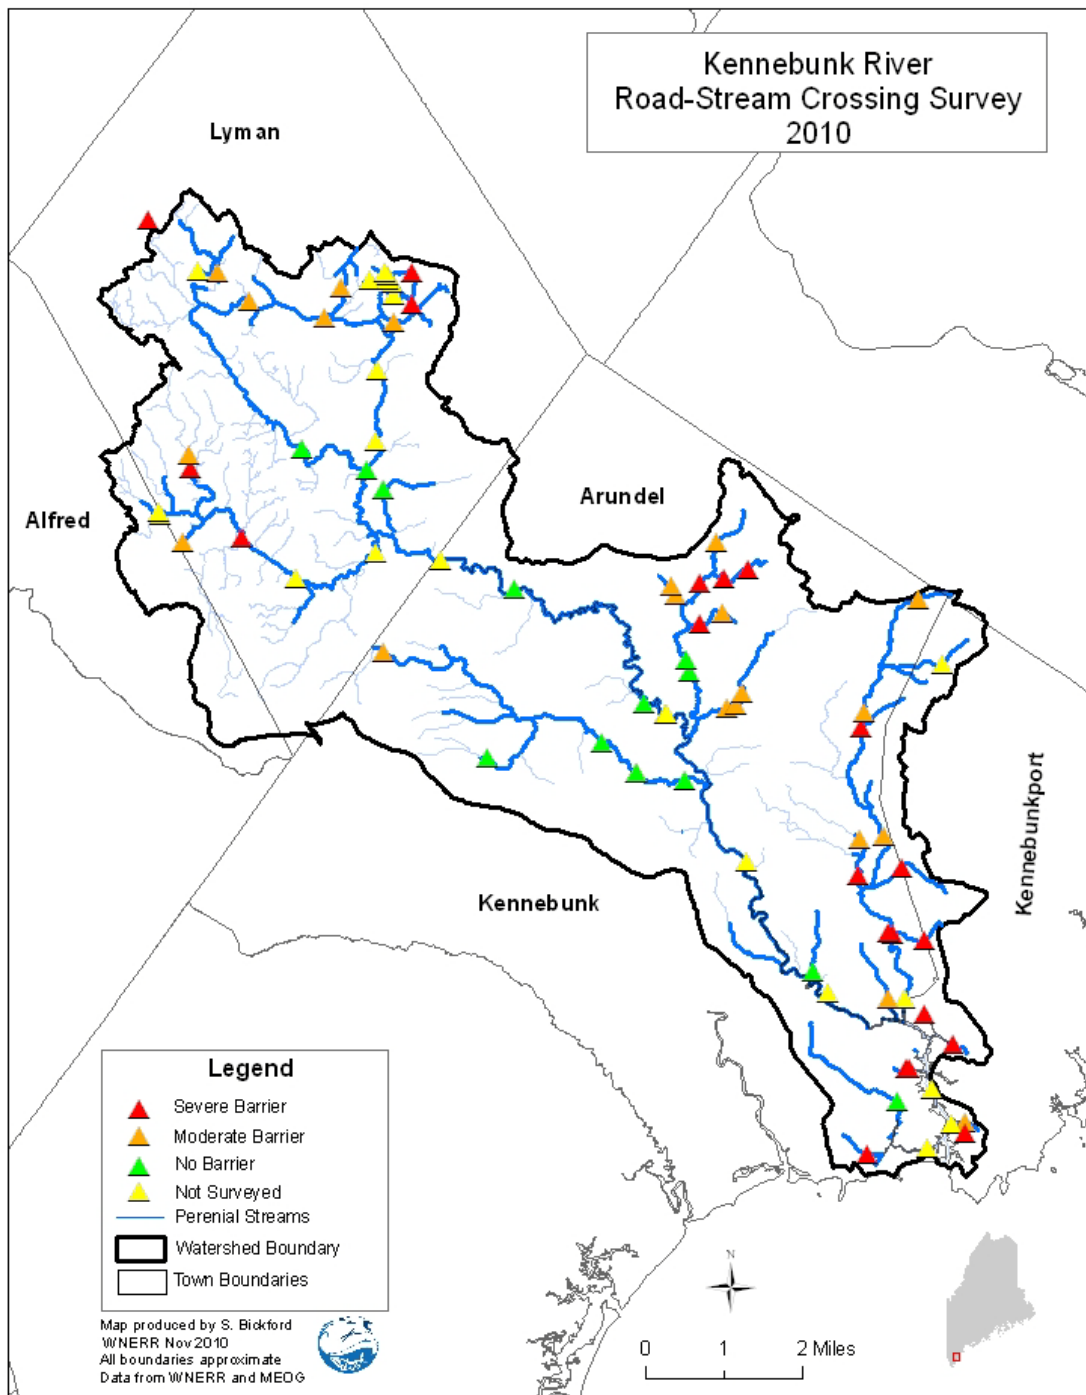 Kennebunk River
Road-Stream Crossing Survey
2010
Lyman
Arundel
Alfred
Kennebunkport
Kennebunk
Legend
Severe Barrier
Moderate Barrier
No Barrier
Not Surveyed
Perenial Streams
Watershed Boundary
Town Boundaries
Map produced by S. Bickford
WNERR Nov 2010
All boundaries approximate
Data from WNERR and MEOG
N
0 1 2 Miles